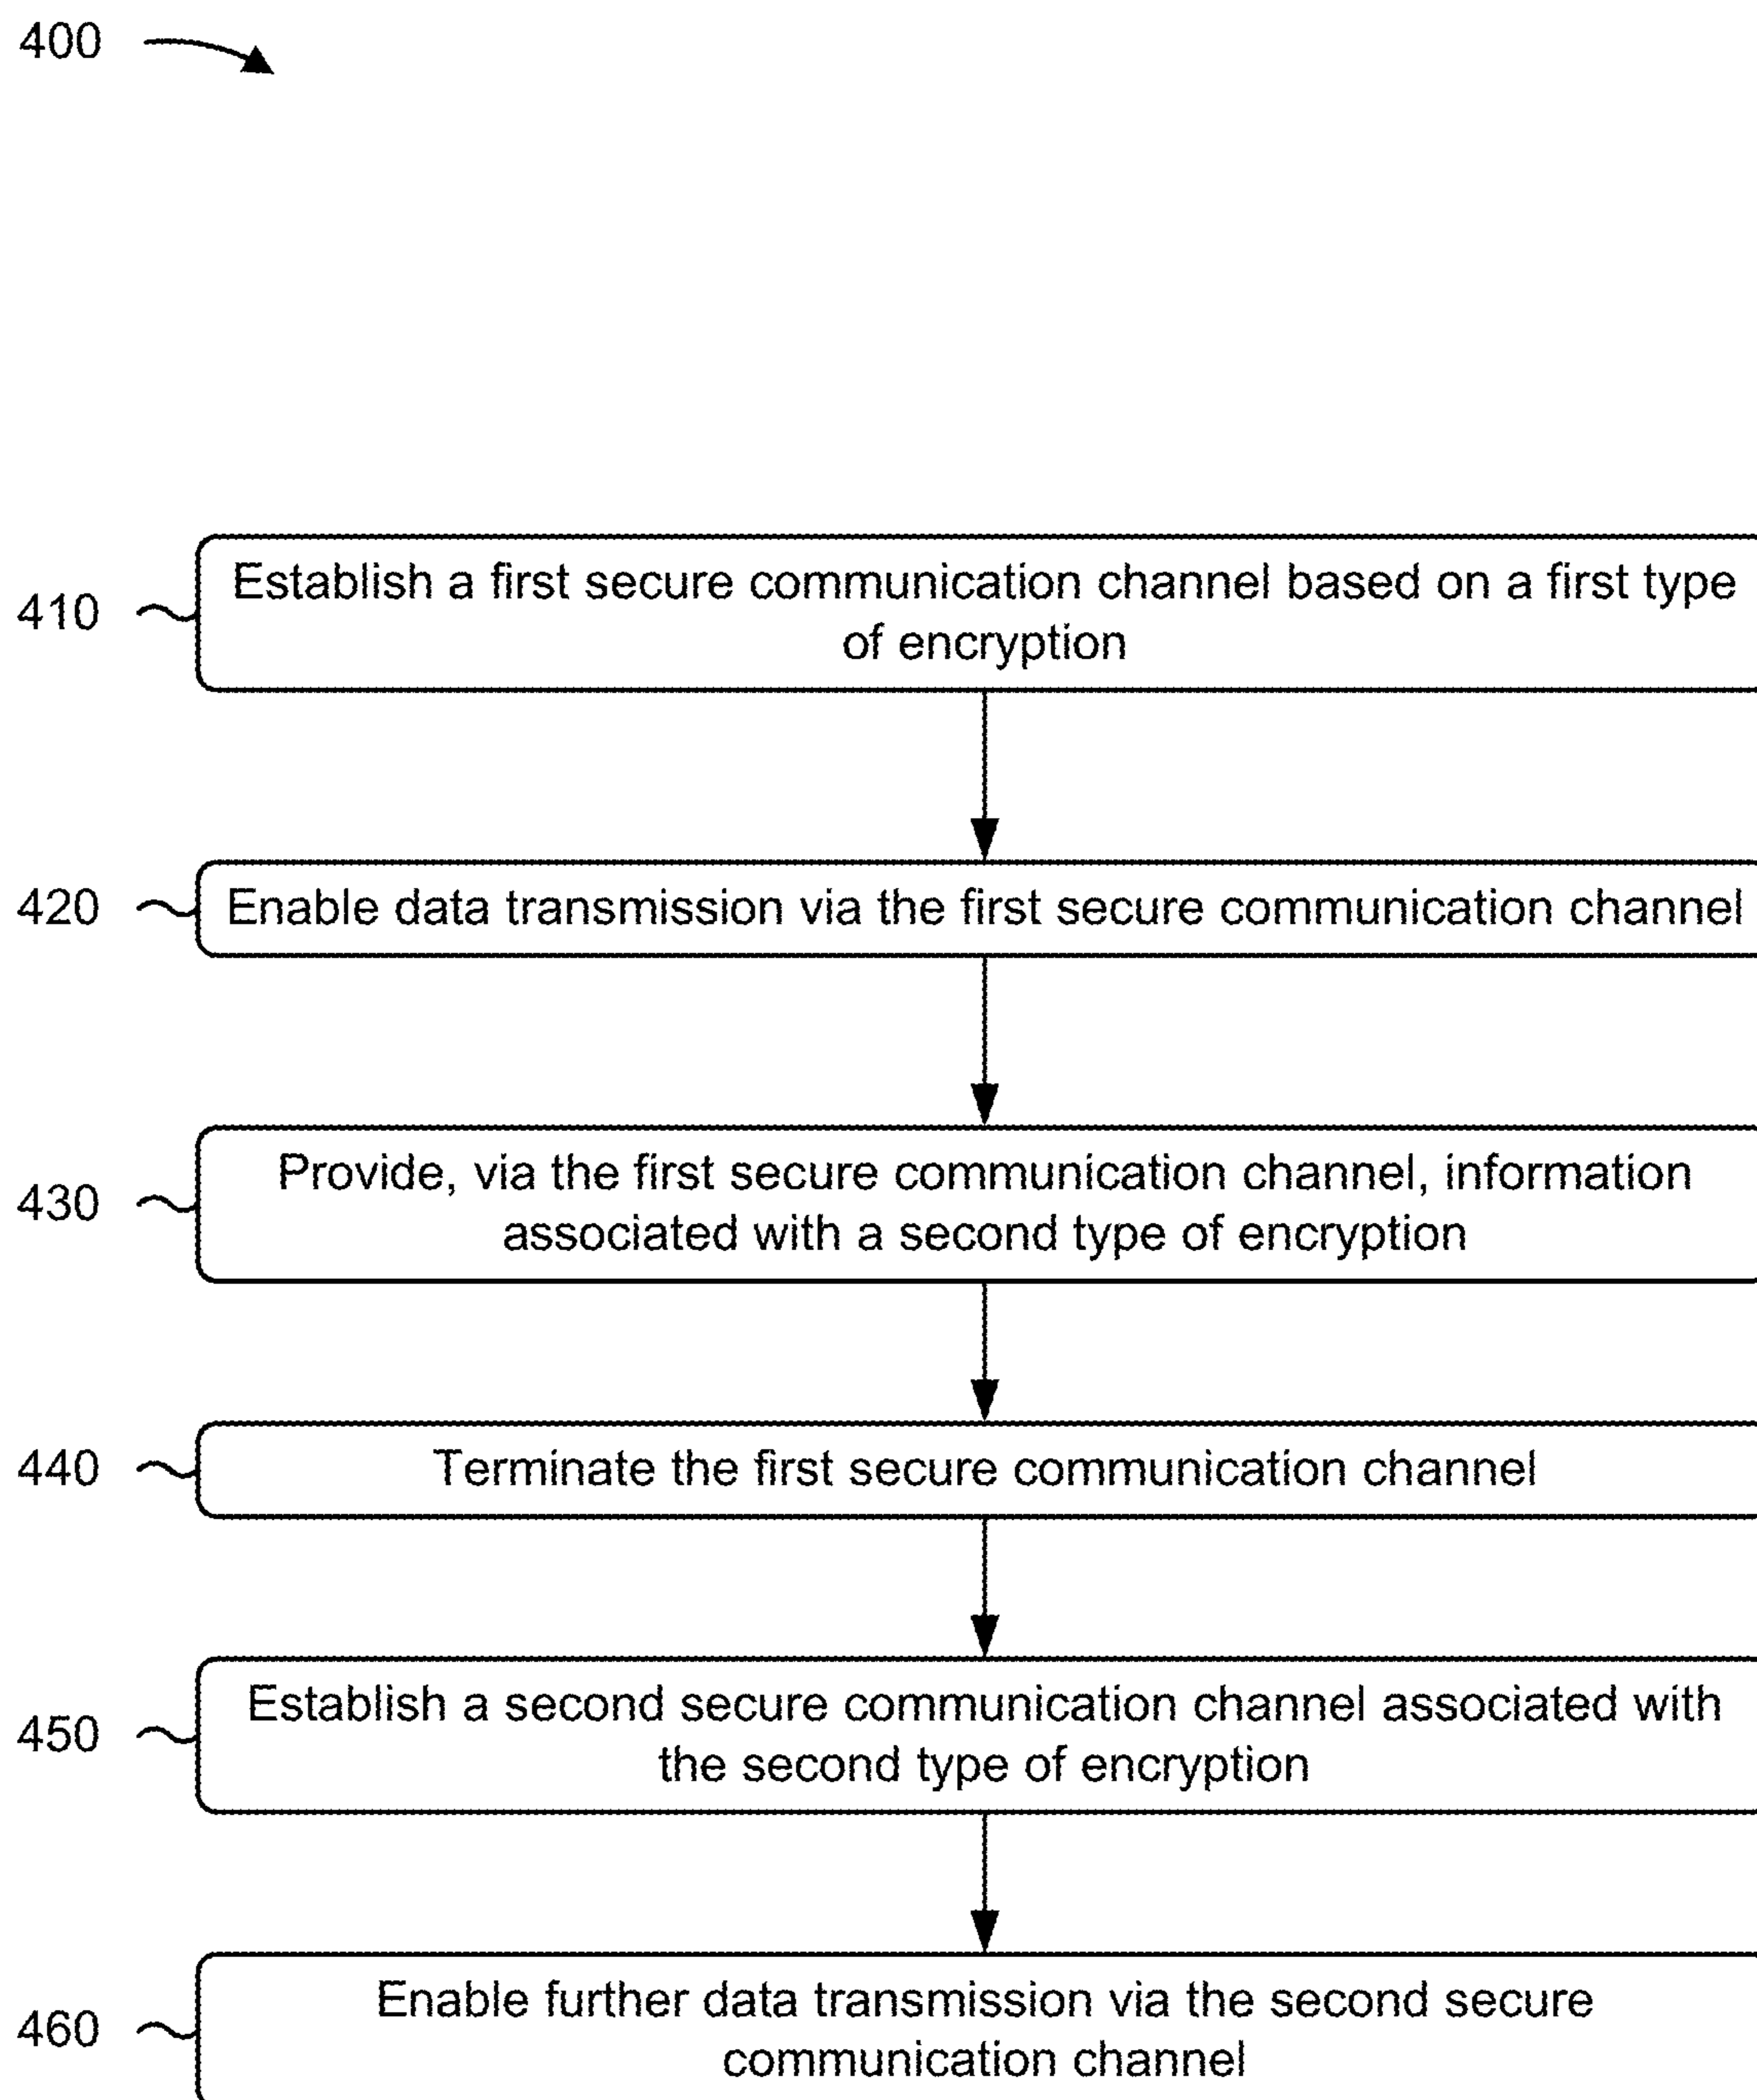 400
410
Establish a first secure communication channel based on a first type
of encryption
420
Enable data transmission via the first secure communication channel
430
Provide, via the first secure communication channel, information
associated with a second type of encryption
440
Terminate the first secure communication channel
450
Establish a second secure communication channel associated with
the second type of encryption
460
Enable further data transmission via the second secure
communication channel